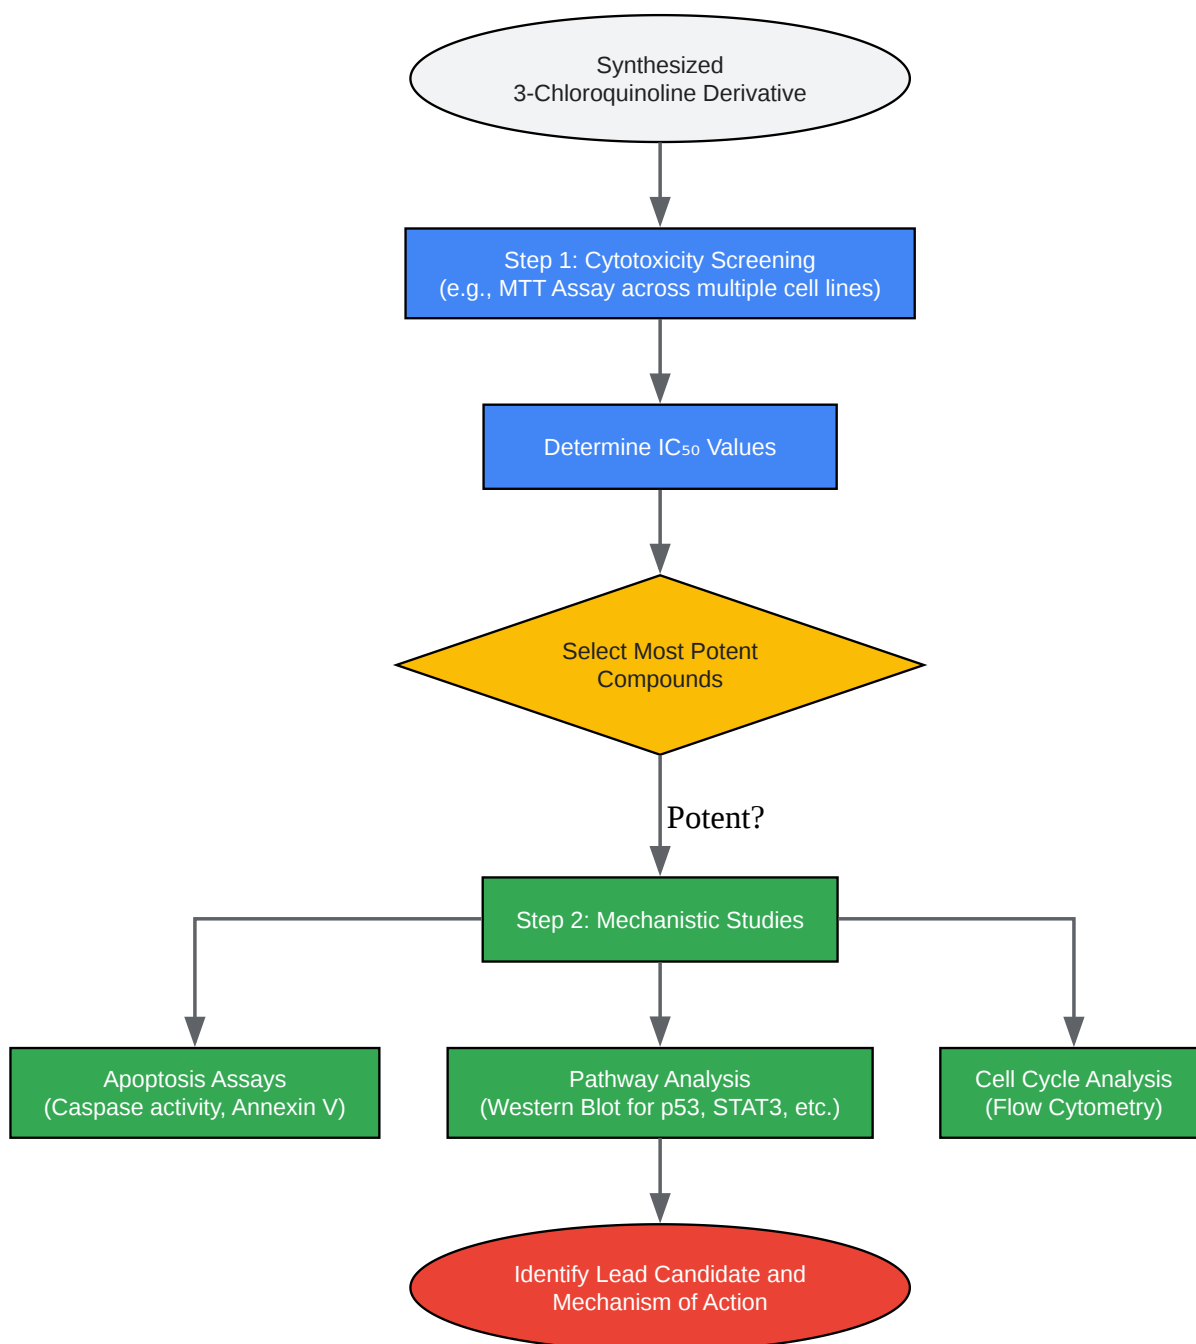 Synthesized
3-Chloroquinoline Derivative
Step 1: Cytotoxicity Screening
(e.g., MTT Assay across multiple cell lines)
Determine IC₅₀ Values
Select Most Potent
Compounds
Potent?
Step 2: Mechanistic Studies
Apoptosis Assays
(Caspase activity, Annexin V)
Pathway Analysis
(Western Blot for p53, STAT3, etc.)
Cell Cycle Analysis
(Flow Cytometry)
Identify Lead Candidate and
Mechanism of Action